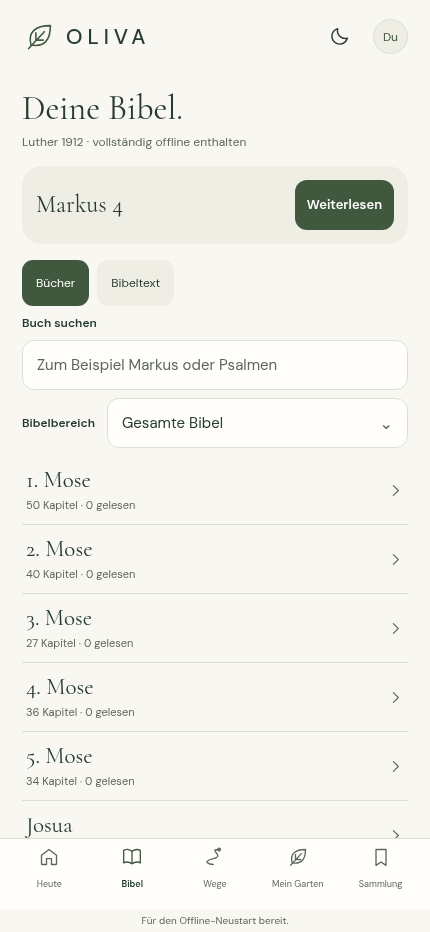 OLIVA
Du
Deine Bibel.
Luther 1912 · vollständig offline enthalten
Markus 4
Weiterlesen
Bücher
Bibeltext
Buch suchen
Zum Beispiel Markus oder Psalmen
Bibelbereich
Gesamte Bibel
1. Mose
50 Kapitel · 0 gelesen
2. Mose
40 Kapitel · 0 gelesen
3. Mose
27 Kapitel · 0 gelesen
4. Mose
36 Kapitel · 0 gelesen
5. Mose
34 Kapitel · 0 gelesen
Josua
Heute
Bibel
Wege
Mein Garten
Sammlung
Für den Offline-Neustart bereit.